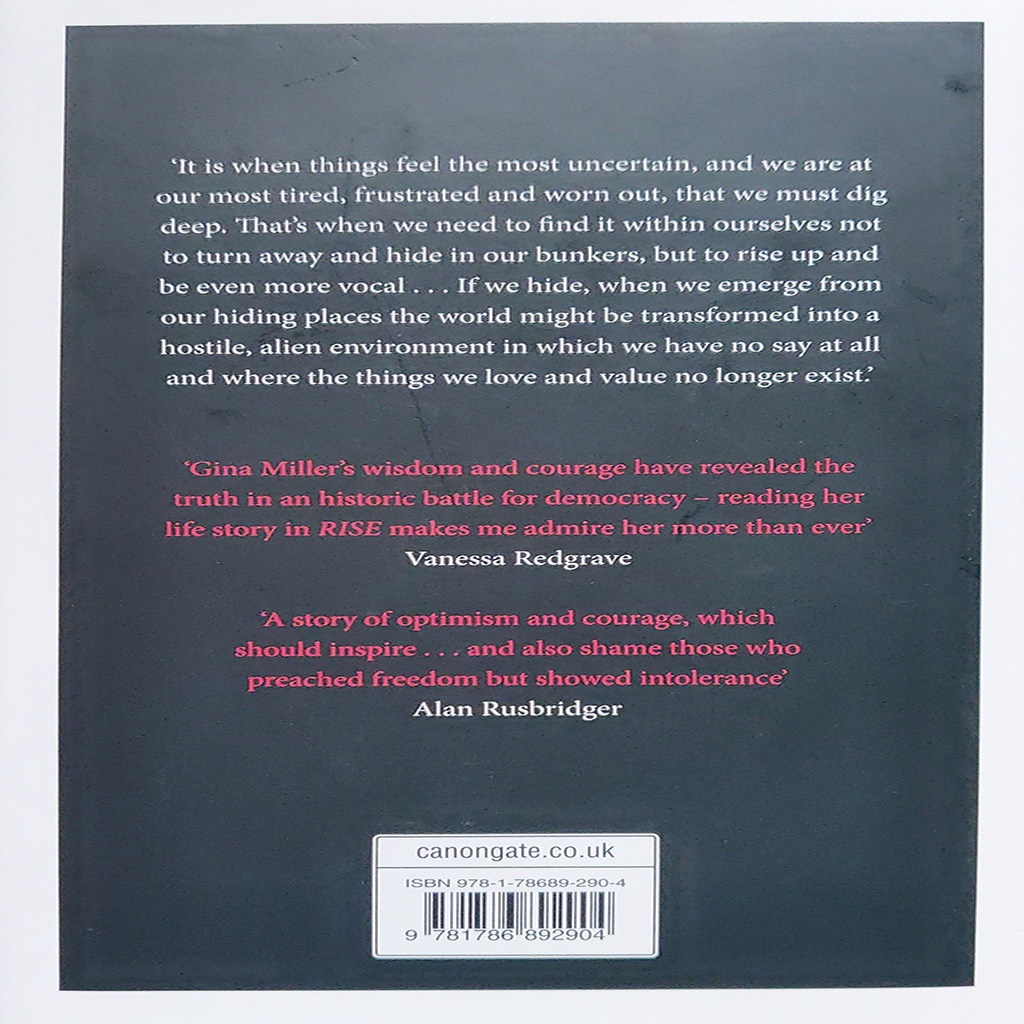 ‘It is when things feel the most uncertain, and we are at
our most tired, frustrated and worn out, that we must dig
deep. That’s when we need to find it within ourselves not
to turn away and hide in our bunkers, but to rise up and
be even more vocal . . . If we hide, when we emerge from
our hiding places the world might be transformed into a
hostile, alien environment in which we have no say at all
and where the things we love and value no longer exist.’
‘Gina Miller’s wisdom and courage have revealed the
truth in an historic battle for democracy – reading her
life story in RISE makes me admire her more than ever’
Vanessa Redgrave
‘A story of optimism and courage, which
should inspire . . . and also shame those who
preached freedom but showed intolerance’
Alan Rusbridger
canongate.co.uk
ISBN 978-1-78689-290-4
9 781786 892904